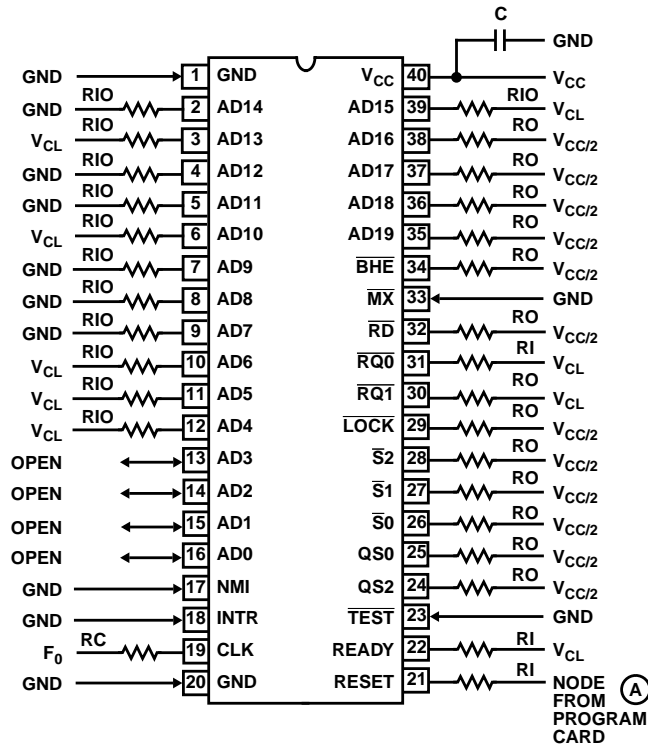 C
GND
GND 1 GND VCC 40 VCC
GND RIO 2 AD14 AD15 39 RIO VCL
VCL RIO 3 AD13 AD16 38 RO VCC/2
GND RIO 4 AD12 AD17 37 RO VCC/2
GND RIO 5 AD11 AD18 36 RO VCC/2
VCL RIO 6 AD10 AD19 35 RO VCC/2
GND RIO 7 AD9 BHE 34 RO VCC/2
GND RIO 8 AD8 MX 33 GND
GND RIO 9 AD7 RD 32 RO VCC/2
VCL RIO 10 AD6 RQ0 31 RI VCL
VCL RIO 11 AD5 RQ1 30 RO VCL
VCL RIO 12 AD4 LOCK 29 RO VCC/2
OPEN 13 AD3 S2 28 RO VCC/2
OPEN 14 AD2 S1 27 RO VCC/2
OPEN 15 AD1 S0 26 RO VCC/2
OPEN 16 AD0 QS0 25 RO VCC/2
GND 17 NMI QS2 24 RO VCC/2
GND 18 INTR TEST 23 GND
F0 RC 19 CLK READY 22 RI VCL
GND 20 GND RESET 21 RI NODE A
FROM
PROGRAM
CARD